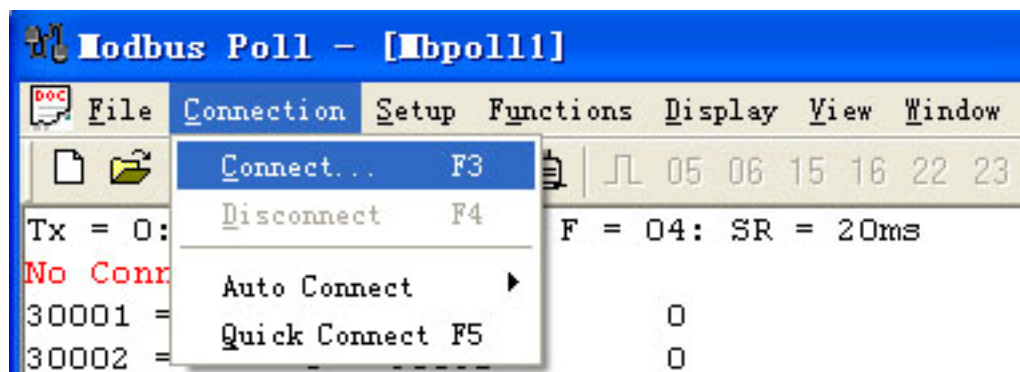 Modbus Poll - [Mbpoll1]
DOC File Connection Setup Functions Display View Window
Connect... F3
05 06 15 16 22 23
Disconnect F4
Tx = 0: F = 04: SR = 20ms
No Conn
Auto Connect
30001 = 0
Quick Connect F5
30002 = 0